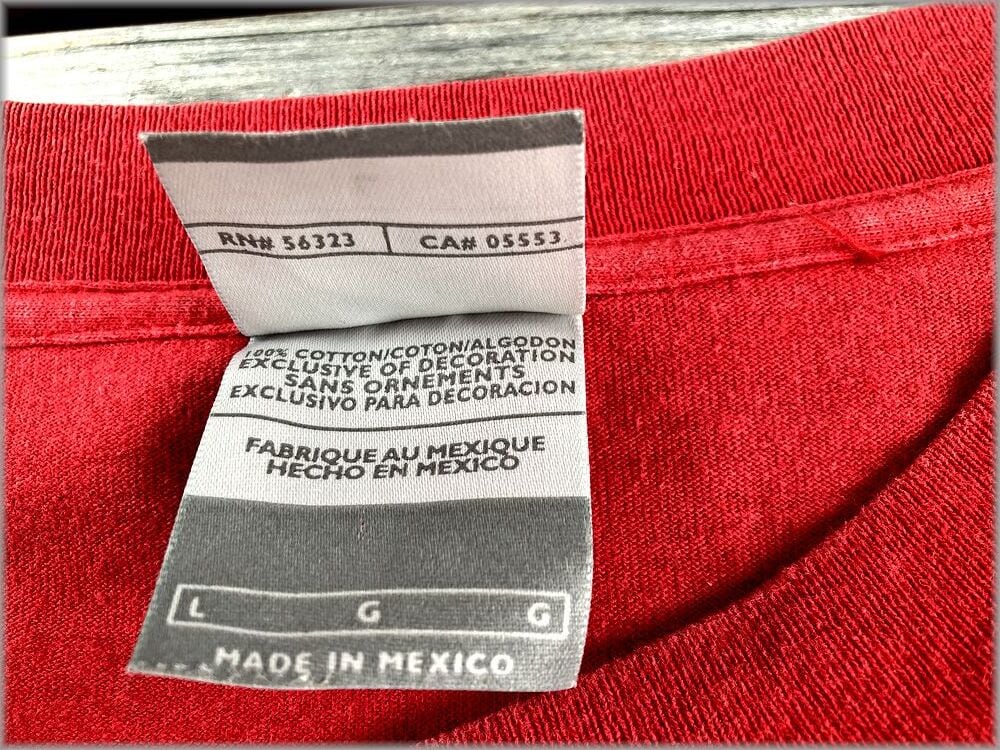 RN# 56323 CA# 05553
100% COTTON/COTON/ALGODON
EXCLUSIVE OF DECORATION
SANS ORNEMENTS
EXCLUSIVO PARA DECORACION
FABRIQUE AU MEXIQUE
HECHO EN MEXICO
L G G
MADE IN MEXICO